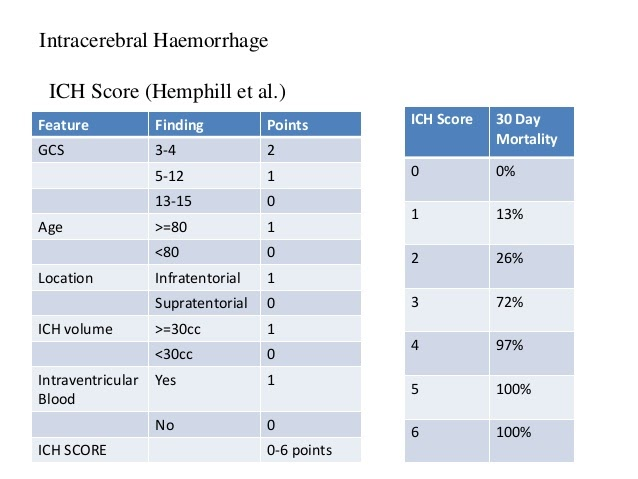 Intracerebral Haemorrhage
ICH Score (Hemphill et al.)
Feature Finding Points
GCS 3-4 2
5-12 1
13-15 0
Age >=80 1
<80 0
Location Infratentorial 1
Supratentorial 0
ICH volume >=30cc 1
<30cc 0
Intraventricular Yes 1
Blood
No 0
ICH SCORE 0-6 points
ICH Score 30 Day
Mortality
0 0%
1 13%
2 26%
3 72%
4 97%
5 100%
6 100%